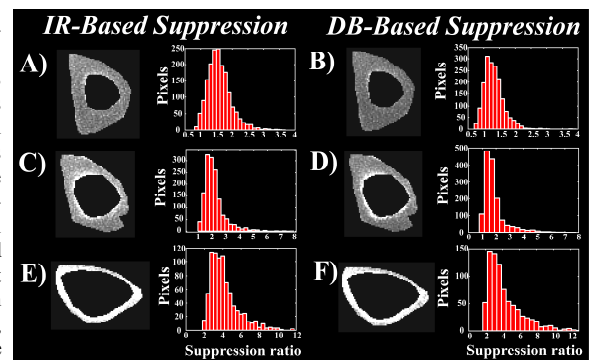 IR-Based Suppression DB-Based Suppression
A) B)
Pixels Pixels
250 200 150 100 50 0
0.5 1 1.5 2 2.5 3 3.5 4
350 300 250 200 150 100 50 0
0.5 1 1.5 2 2.5 3 3.5 4
C) D)
Pixels Pixels
300 200 150 100 50 0
1 2 3 4 5 6 7 8
500 400 300 200 100 0
0 1 2 3 4 5 6 7 8
E) F)
Pixels Pixels
120 100 80 60 40 20 0
0 2 4 6 8 10 12
150 100 50 0
0 2 4 6 8 10 12
Suppression ratio Suppression ratio